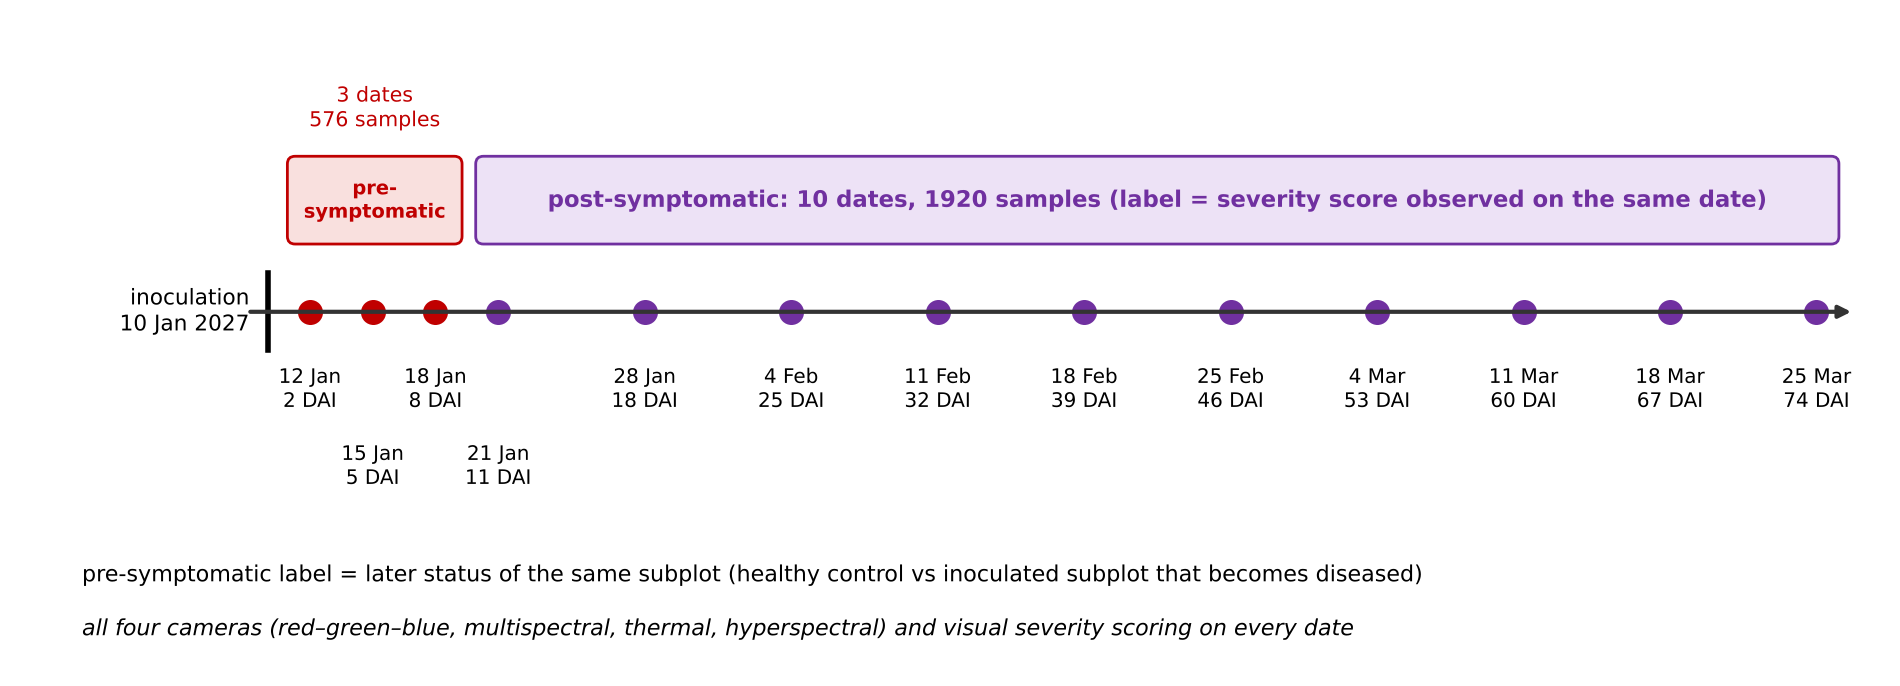 3 dates
576 samples
pre-
symptomatic
post-symptomatic: 10 dates, 1920 samples (label = severity score observed on the same date)
inoculation
10 Jan 2027
12 Jan
2 DAI
18 Jan
8 DAI
28 Jan
18 DAI
4 Feb
25 DAI
11 Feb
32 DAI
18 Feb
39 DAI
25 Feb
46 DAI
4 Mar
53 DAI
11 Mar
60 DAI
18 Mar
67 DAI
25 Mar
74 DAI
15 Jan
5 DAI
21 Jan
11 DAI
pre-symptomatic label = later status of the same subplot (healthy control vs inoculated subplot that becomes diseased)
all four cameras (red–green–blue, multispectral, thermal, hyperspectral) and visual severity scoring on every date